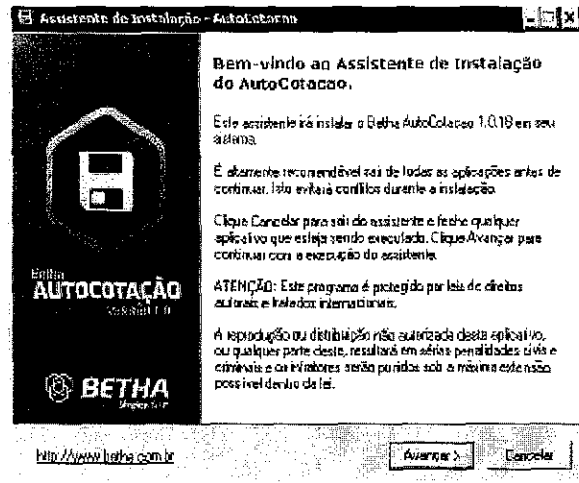 Assistente de Instalação - AutoCotacao
Bem-vindo ao Assistente de Instalação
do AutoCotacao.
Este assistente irá instalar o Betha AutoCotacao 1.0.18 em seu
sistema.
É altamente recomendável sair de todas as aplicações antes de
continuar. Isto evitará conflitos durante a instalação.
Clique Cancelar para sair do assistente e feche qualquer
aplicativo que esteja sendo executado. Clique Avançar para
continuar com a execução do assistente.
ATENÇÃO: Este programa é protegido por leis de direitos
autorais e tratados internacionais.
A reprodução ou distribuição não autorizada deste aplicativo,
ou qualquer parte deste, resultará em sérias penalidades civis e
criminais e os infratores serão punidos sob a máxima extensão
possível dentro da lei.
Betha
AUTOCOTAÇÃO
Versão 1.0
BETHA
http://www.betha.com.br
Avançar >
Cancelar